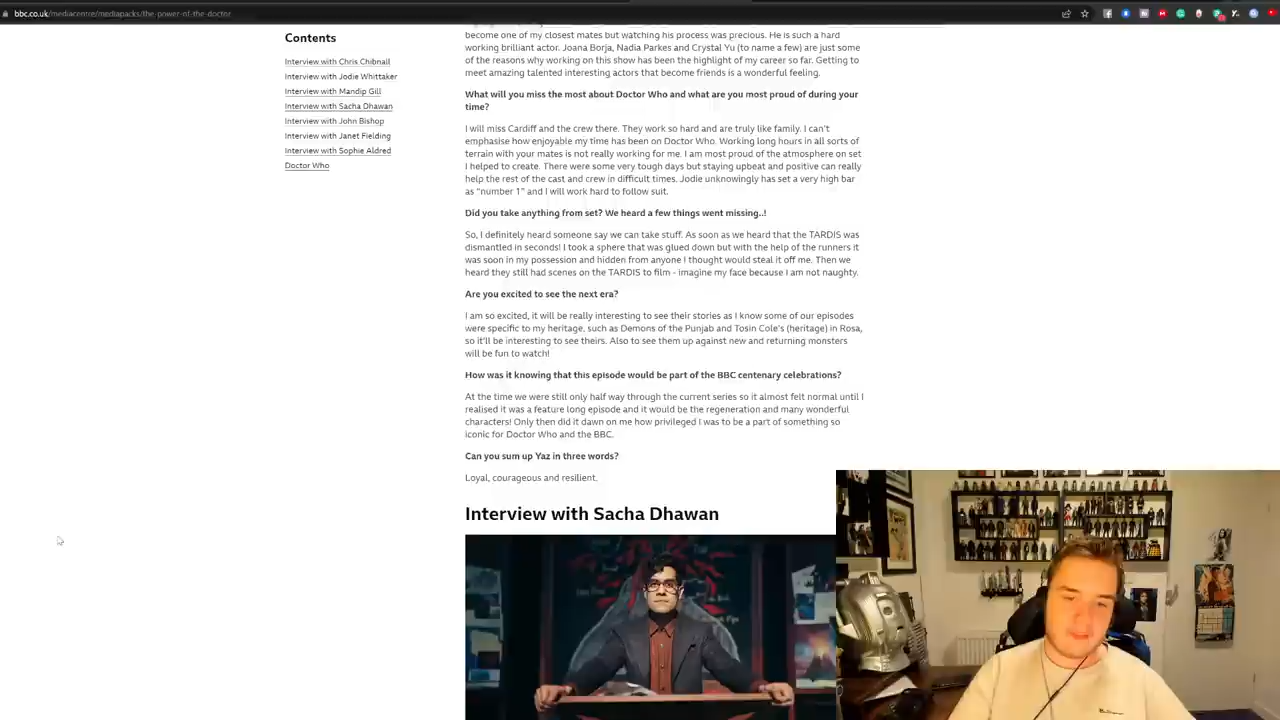 bbc.co.uk/mediacentre/mediapacks/the-power-of-the-doctor
Contents
Interview with Chris Chibnall
Interview with Jodie Whittaker
Interview with Mandip Gill
Interview with Sacha Dhawan
Interview with John Bishop
Interview with Janet Fielding
Interview with Sophie Aldred
Doctor Who
become one of my closest mates but watching his process was precious. He is such a hard
working brilliant actor. Joana Borja, Nadia Parkes and Crystal Yu (to name a few) are just some
of the reasons why working on this show has been the highlight of my career so far. Getting to
meet amazing talented interesting actors that become friends is a wonderful feeling.
What will you miss the most about Doctor Who and what are you most proud of during your
time?
I will miss Cardiff and the crew there. They work so hard and are truly like family. I can't
emphasise how enjoyable my time has been on Doctor Who. Working long hours in all sorts of
terrain with your mates is not really working for me. I am most proud of the atmosphere on set
I helped to create. There were some very tough days but staying upbeat and positive can really
help the rest of the cast and crew in difficult times. Jodie unknowingly has set a very high bar
as "number 1" and I will work hard to follow suit.
Did you take anything from set? We heard a few things went missing..!
So, I definitely heard someone say we can take stuff. As soon as we heard that the TARDIS was
dismantled in seconds! I took a sphere that was glued down but with the help of the runners it
was soon in my possession and hidden from anyone I thought would steal it off me. Then we
heard they still had scenes on the TARDIS to film - imagine my face because I am not naughty.
Are you excited to see the next era?
I am so excited, it will be really interesting to see their stories as I know some of our episodes
were specific to my heritage, such as Demons of the Punjab and Tosin Cole's (heritage) in Rosa,
so it'll be interesting to see theirs. Also to see them up against new and returning monsters
will be fun to watch!
How was it knowing that this episode would be part of the BBC centenary celebrations?
At the time we were still only half way through the current series so it almost felt normal until I
realised it was a feature long episode and it would be the regeneration and many wonderful
characters! Only then did it dawn on me how privileged I was to be a part of something so
iconic for Doctor Who and the BBC.
Can you sum up Yaz in three words?
Loyal, courageous and resilient.
Interview with Sacha Dhawan